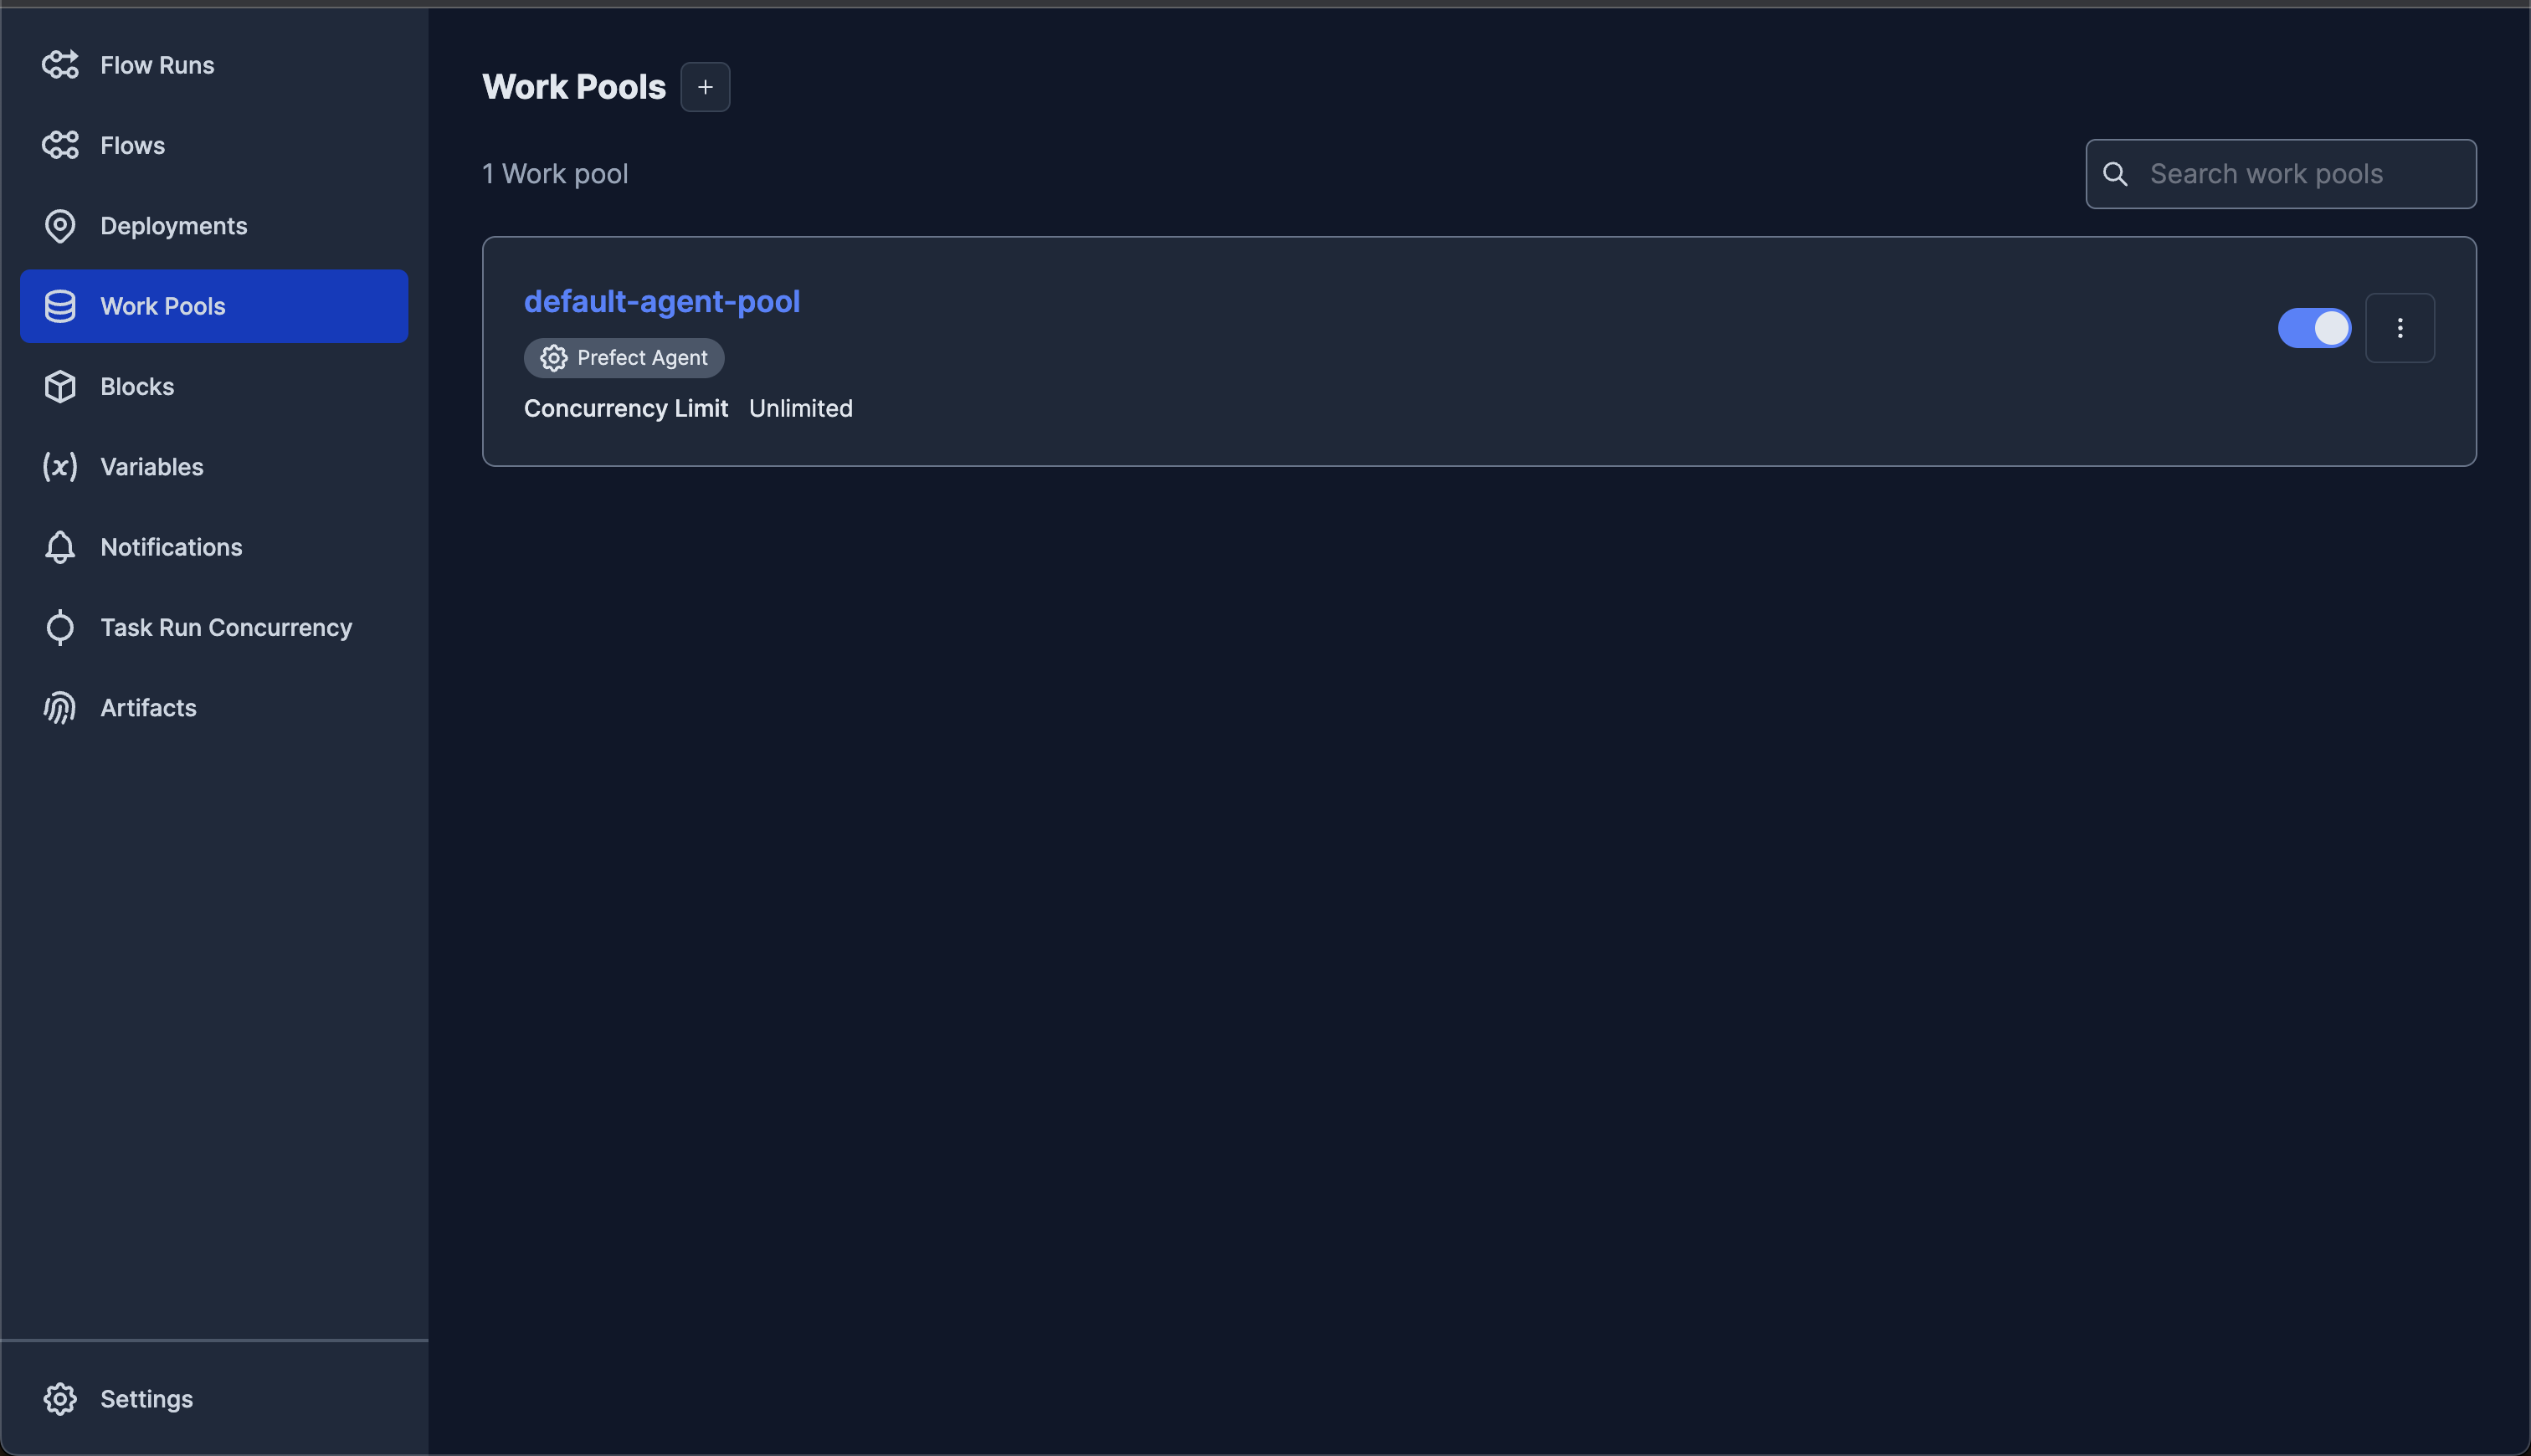 Flow Runs
Flows
Deployments
Work Pools
Blocks
(x) Variables
Notifications
Task Run Concurrency
Artifacts
Settings
Work Pools +
1 Work pool
Search work pools
default-agent-pool
Prefect Agent
Concurrency Limit Unlimited